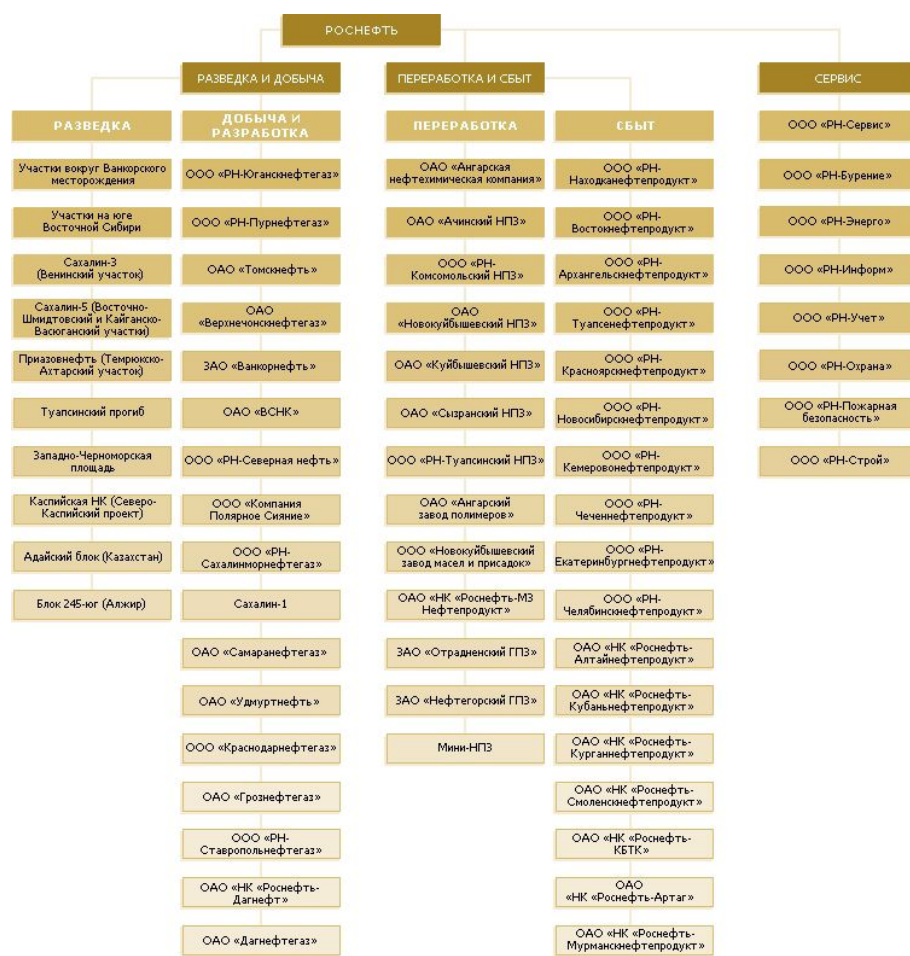 РОСНЕФТЬ
РАЗВЕДКА И ДОБЫЧА
ПЕРЕРАБОТКА И СБЫТ
СЕРВИС
РАЗВЕДКА
Участки вокруг Ванкорского
месторождения
Участки на юге
Восточной Сибири
Сахалин-3
(Венинский участок)
Сахалин-5 (Восточно-
Шмидтовский и Кайганско-
Васюганский участки)
Приазовнефть (Темрюкско-
Ахтарский участок)
Туапсинский прогиб
Западно-Черноморская
площадь
Каспийская НК (Северо-
Каспийский проект)
Адайский блок (Казахстан)
Блок 245-юг (Алжир)
ДОБЫЧА И
РАЗРАБОТКА
ООО «РН-Юганскнефтегаз»
ООО «РН-Пурнефтегаз»
ОАО «Томскнефть»
ОАО
«Верхнечонскнефтегаз»
ЗАО «Ванкорнефть»
ОАО «ВСНК»
ООО «РН-Северная нефть»
ООО «Компания
Полярное Сияние»
ООО «РН-
Сахалинморнефтегаз»
Сахалин-1
ОАО «Самаранефтегаз»
ОАО «Удмуртнефть»
ООО «Краснодарнефтегаз»
ОАО «Грознефтегаз»
ООО «РН-
Ставропольнефтегаз»
ОАО «НК «Роснефть-
Дагнефт»
ОАО «Дагнефтегаз»
ПЕРЕРАБОТКА
ОАО «Ангарская
нефтехимическая компания»
ОАО «Ачинский НПЗ»
ООО «РН-
Комсомольский НПЗ»
ОАО
«Новокуйбышевский НПЗ»
ОАО «Куйбышевский НПЗ»
ОАО «Сызранский НПЗ»
ООО «РН-Туапсинский НПЗ»
ОАО «Ангарский
завод полимеров»
ООО «Новокуйбышевский
завод масел и присадок»
ОАО «НК «Роснефть-МЗ
Нефтепродукт»
ЗАО «Отрадненский ГПЗ»
ЗАО «Нефтегорский ГПЗ»
Мини-НПЗ
СБЫТ
ООО «РН-
Находканефтепродукт»
ООО «РН-
Востокнефтепродукт»
ООО «РН-
Архангельскнефтепродукт»
ООО «РН-
Туапсенефтепродукт»
ООО «РН-
Красноярскнефтепродукт»
ООО «РН-
Новосибирскнефтепродукт»
ООО «РН-
Кемеровонефтепродукт»
ООО «РН-
Чеченнефтепродукт»
ООО «РН-
Екатеринбургнефтепродукт»
ООО «РН-
Челябинскнефтепродукт»
ОАО «НК «Роснефть-
Алтайнефтепродукт»
ОАО «НК «Роснефть-
Кубаньнефтепродукт»
ОАО «НК «Роснефть-
Курганнефтепродукт»
ОАО «НК «Роснефть-
Смоленскнефтепродукт»
ОАО «НК «Роснефть-
КБТК»
ОАО
«НК «Роснефть-Артаг»
ОАО «НК «Роснефть-
Мурманскнефтепродукт»
ООО «РН-Сервис»
ООО «РН-Бурение»
ООО «РН-Энерго»
ООО «РН-Информ»
ООО «РН-Учет»
ООО «РН-Охрана»
ООО «РН-Пожарная
безопасность»
ООО «РН-Строй»